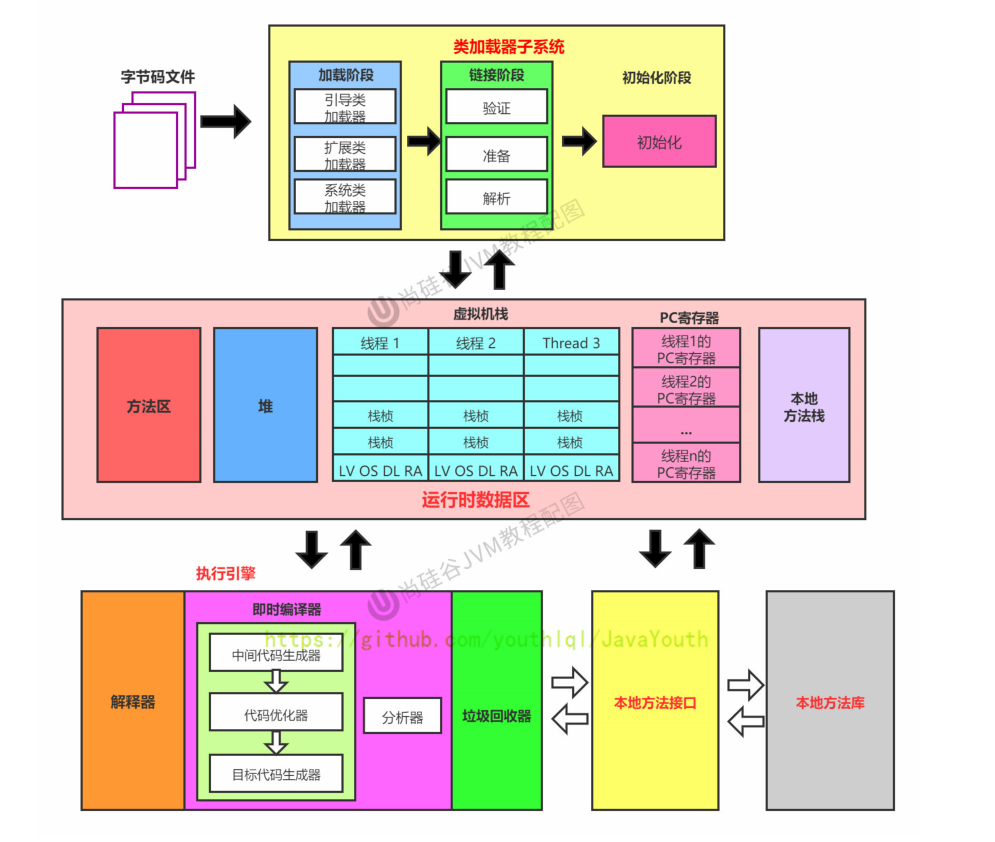 类加载器子系统
字节码文件
加载阶段
引导类
加载器
扩展类
加载器
系统类
加载器
链接阶段
验证
准备
解析
初始化阶段
初始化
尚硅谷JVM教程配图
方法区
堆
虚拟机栈
线程 1
线程 2
Thread 3
栈桢
栈桢
栈桢
栈桢
栈桢
栈桢
LV OS DL RA
LV OS DL RA
LV OS DL RA
PC寄存器
线程1的
PC寄存器
线程2的
PC寄存器
...
线程n的
PC寄存器
本地
方法栈
运行时数据区
尚硅谷JVM教程配图
执行引擎
解释器
即时编译器
https://github.com/youthlql/JavaYouth
中间代码生成器
代码优化器
目标代码生成器
分析器
垃圾回收器
本地方法接口
本地方法库